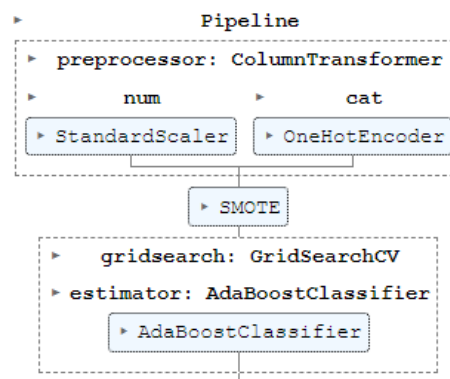 Pipeline
preprocessor: ColumnTransformer
num cat
StandardScaler OneHotEncoder
SMOTE
gridsearch: GridSearchCV
estimator: AdaBoostClassifier
AdaBoostClassifier